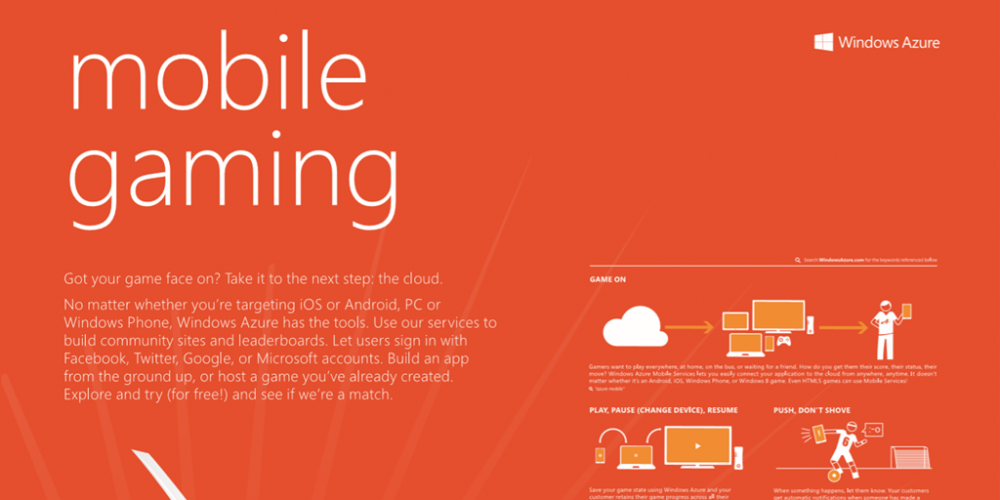 mobile
gaming
Windows Azure
Got your game face on? Take it to the next step: the cloud.
No matter whether you're targeting iOS or Android, PC or
Windows Phone, Windows Azure has the tools. Use our services to
build community sites and leaderboards. Let users sign in with
Facebook, Twitter, Google, or Microsoft accounts. Build an app
from the ground up, or host a game you've already created.
Explore and try (for free!) and see if we're a match.
Search WindowsAzure.com for the keywords referenced below
GAME ON
Gamers want to play everywhere, at home, on the bus, or waiting for a friend. How do you get them their score, their status, their
move? Windows Azure Mobile Services lets you easily connect your application to the cloud from anywhere, anytime. It doesn't
matter whether it's an Android, iOS, Windows Phone, or Windows 8 game. Even HTML5 games can use Mobile Services!
"azure mobile"
PLAY, PAUSE (CHANGE DEVICE), RESUME
Save your game state using Windows Azure and your
customer retains their game progress across all their
PUSH, DON'T SHOVE
6
:-O
When something happens, let them know. Your customers
get automatic notifications when someone has made a